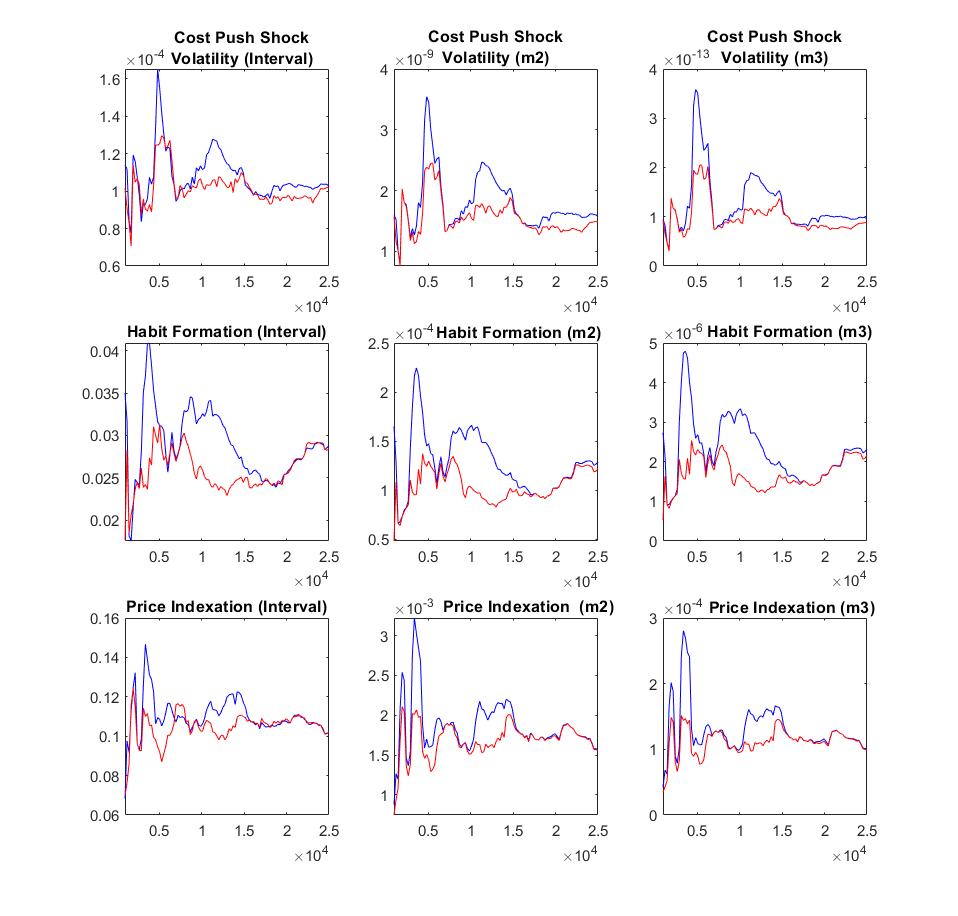 Cost Push Shock
Volatility (Interval)
×10-4
1.6
1.4
1.2
1
0.8
0.6
0.5 1 1.5 2 2.5
×10^4
Cost Push Shock
Volatility (m2)
×10-9
4
3
2
1
0.5 1 1.5 2 2.5
×10^4
Cost Push Shock
Volatility (m3)
×10-13
4
3
2
1
0
0.5 1 1.5 2 2.5
×10^4
Habit Formation (Interval)
0.04
0.035
0.03
0.025
0.02
0.5 1 1.5 2 2.5
×10^4
×10-4 Habit Formation (m2)
2.5
2
1.5
1
0.5
0.5 1 1.5 2 2.5
×10^4
×10-6 Habit Formation (m3)
5
4
3
2
1
0
0.5 1 1.5 2 2.5
×10^4
Price Indexation (Interval)
0.16
0.14
0.12
0.1
0.08
0.06
0.5 1 1.5 2 2.5
×10^4
×10-3 Price Indexation (m2)
3
2.5
2
1.5
1
0.5 1 1.5 2 2.5
×10^4
×10-4 Price Indexation (m3)
3
2
1
0
0.5 1 1.5 2 2.5
×10^4